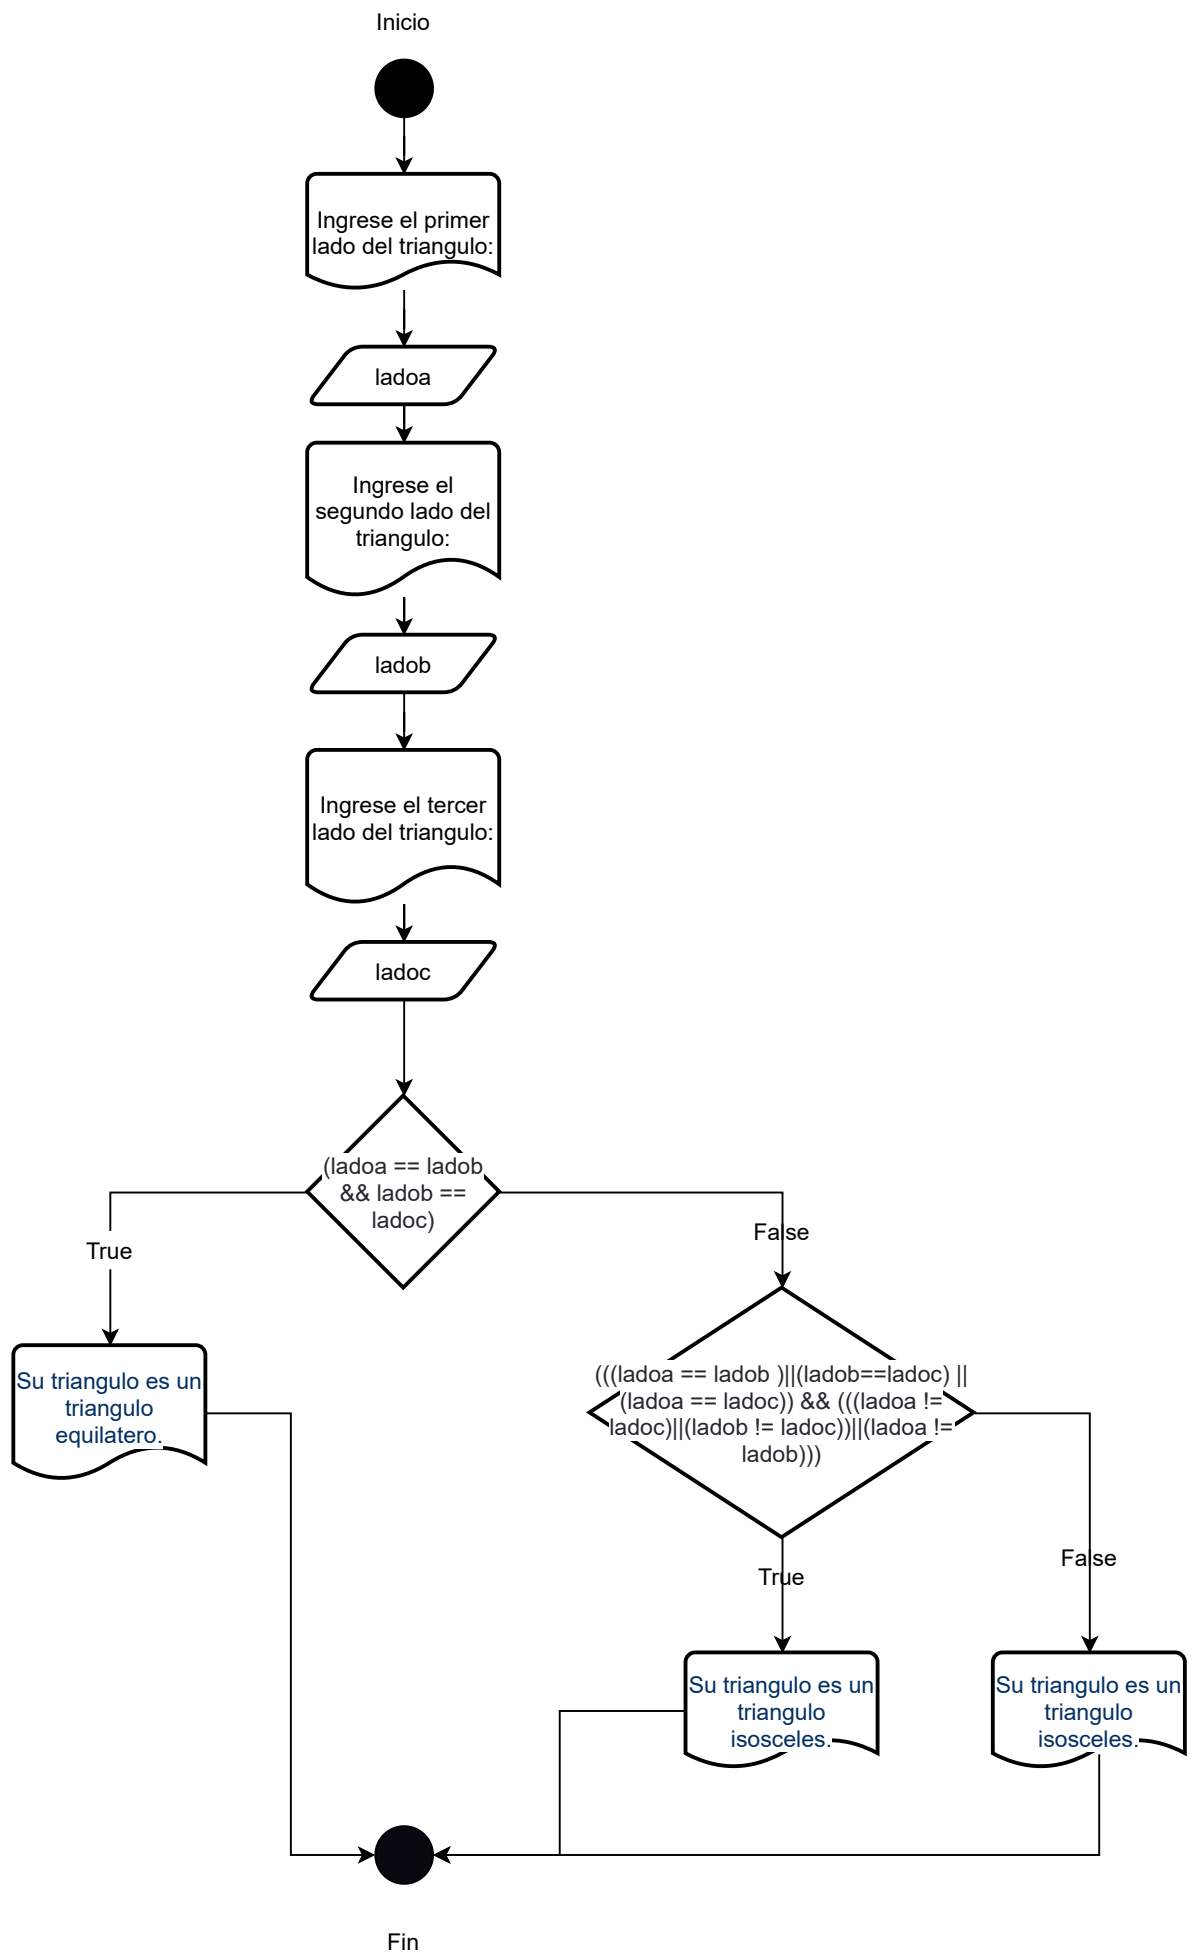 Inicio
Ingrese el primer
lado del triangulo:
ladoa
Ingrese el
segundo lado del
triangulo:
ladob
Ingrese el tercer
lado del triangulo:
ladoc
(ladoa == ladob
&& ladob ==
ladoc)
True
False
Su triangulo es un
triangulo
equilatero.
(((ladoa == ladob )||(ladob==ladoc) ||
(ladoa == ladoc)) && (((ladoa !=
ladoc)||(ladob != ladoc))||(ladoa !=
ladob)))
True
False
Su triangulo es un
triangulo
isosceles.
Su triangulo es un
triangulo
isosceles.
Fin